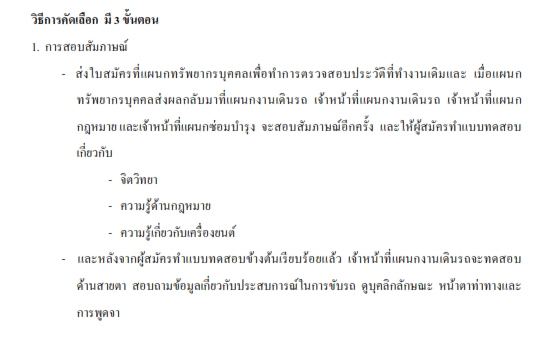 วิธีการคัดเลือก มี 3 ขั้นตอน
1. การสอบสัมภาษณ์
- ส่งใบสมัครที่แผนกทรัพยากรบุคคลเพื่อทำการตรวจสอบประวัติที่ทำงานเดิมและ เมื่อแผนก
ทรัพยากรบุคคลส่งผลกลับมาที่แผนกงานเดินรถ เจ้าหน้าที่แผนกงานเดินรถ เจ้าหน้าที่แผนก
กฎหมาย และเจ้าหน้าที่แผนกซ่อมบำรุง จะสอบสัมภาษณ์อีกครั้ง และให้ผู้สมัครทำแบบทดสอบ
เกี่ยวกับ
- จิตวิทยา
- ความรู้ด้านกฎหมาย
- ความรู้เกี่ยวกับเครื่องยนต์
- และหลังจากผู้สมัครทำแบบทดสอบข้างต้นเรียบร้อยแล้ว เจ้าหน้าที่แผนกงานเดินรถจะทดสอบ
ด้านสายตา สอบถามข้อมูลเกี่ยวกับประสบการณ์ในการขับรถ ดูบุคลิกลักษณะ หน้าตาท่าทางและ
การพูดจา